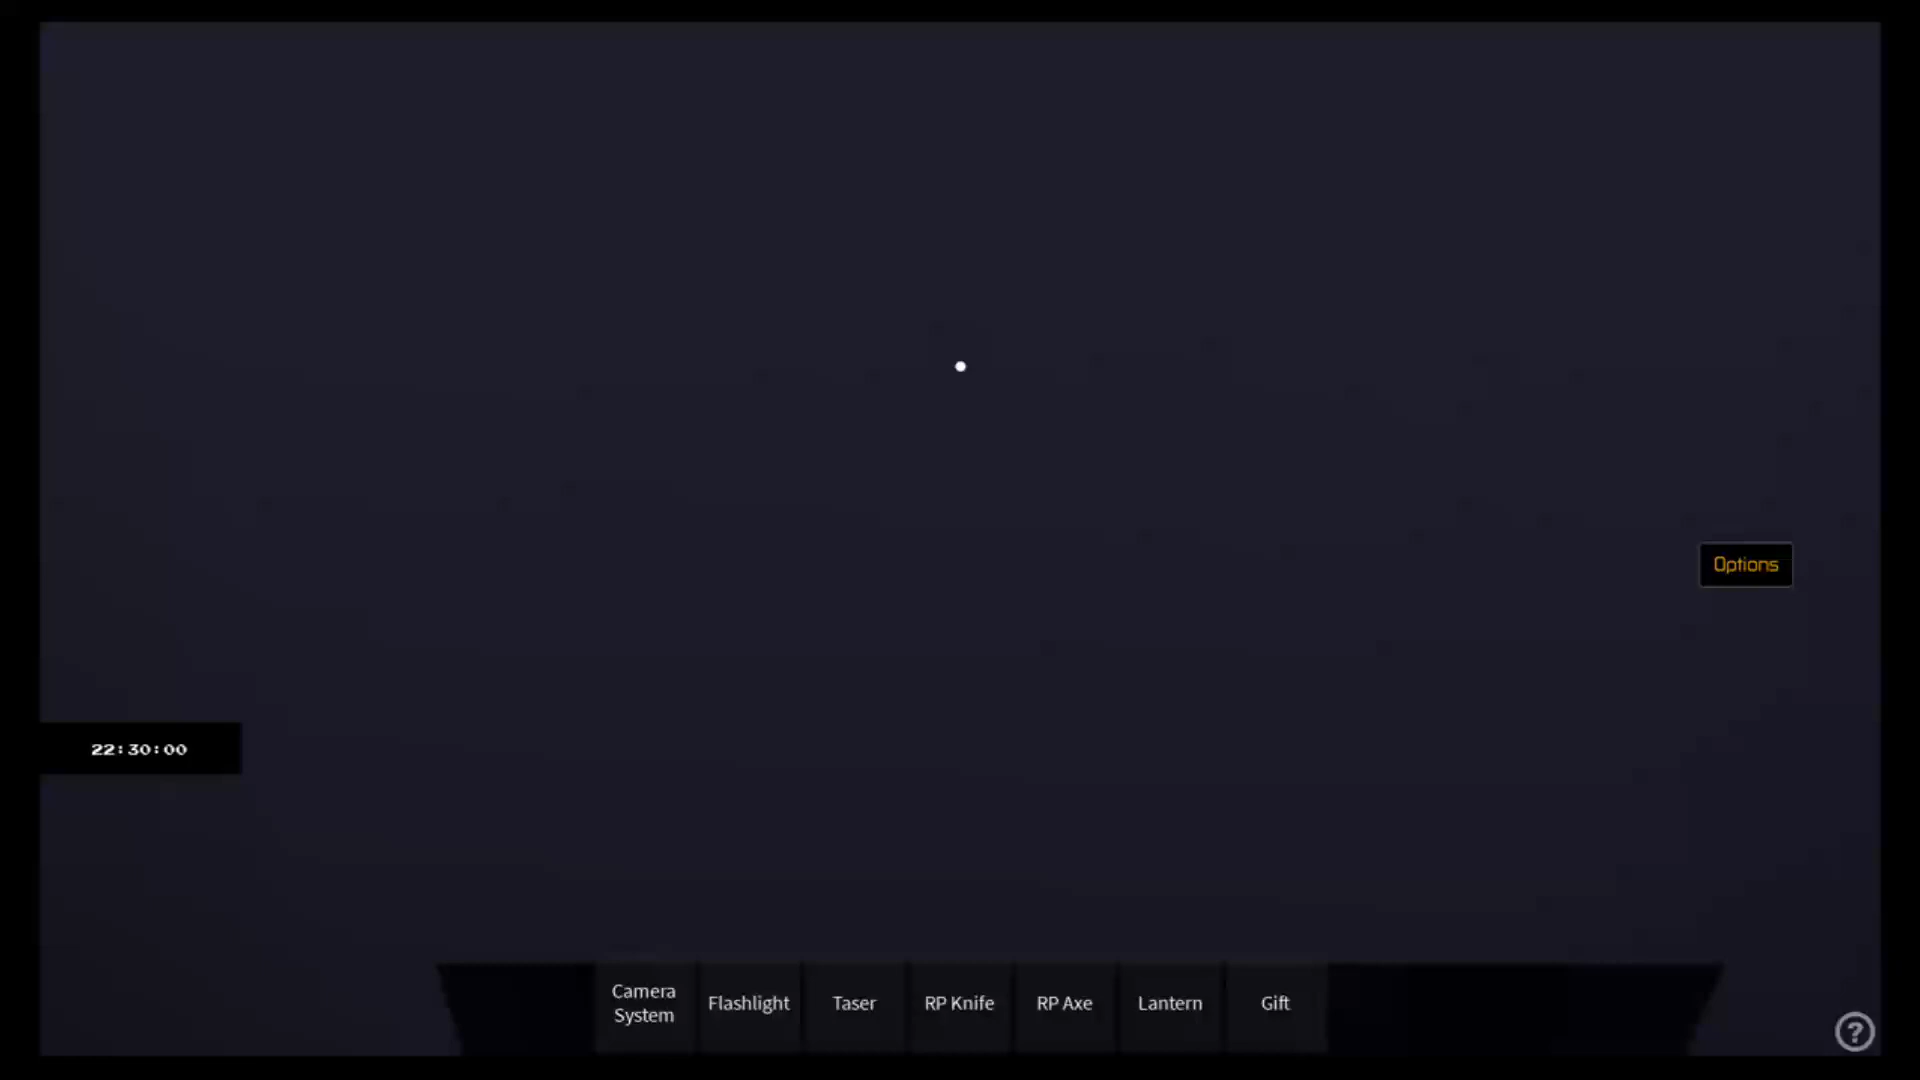 Options
22:30:00
Camera
System
Flashlight
Taser
RP Knife
RP Axe
Lantern
Gift
?